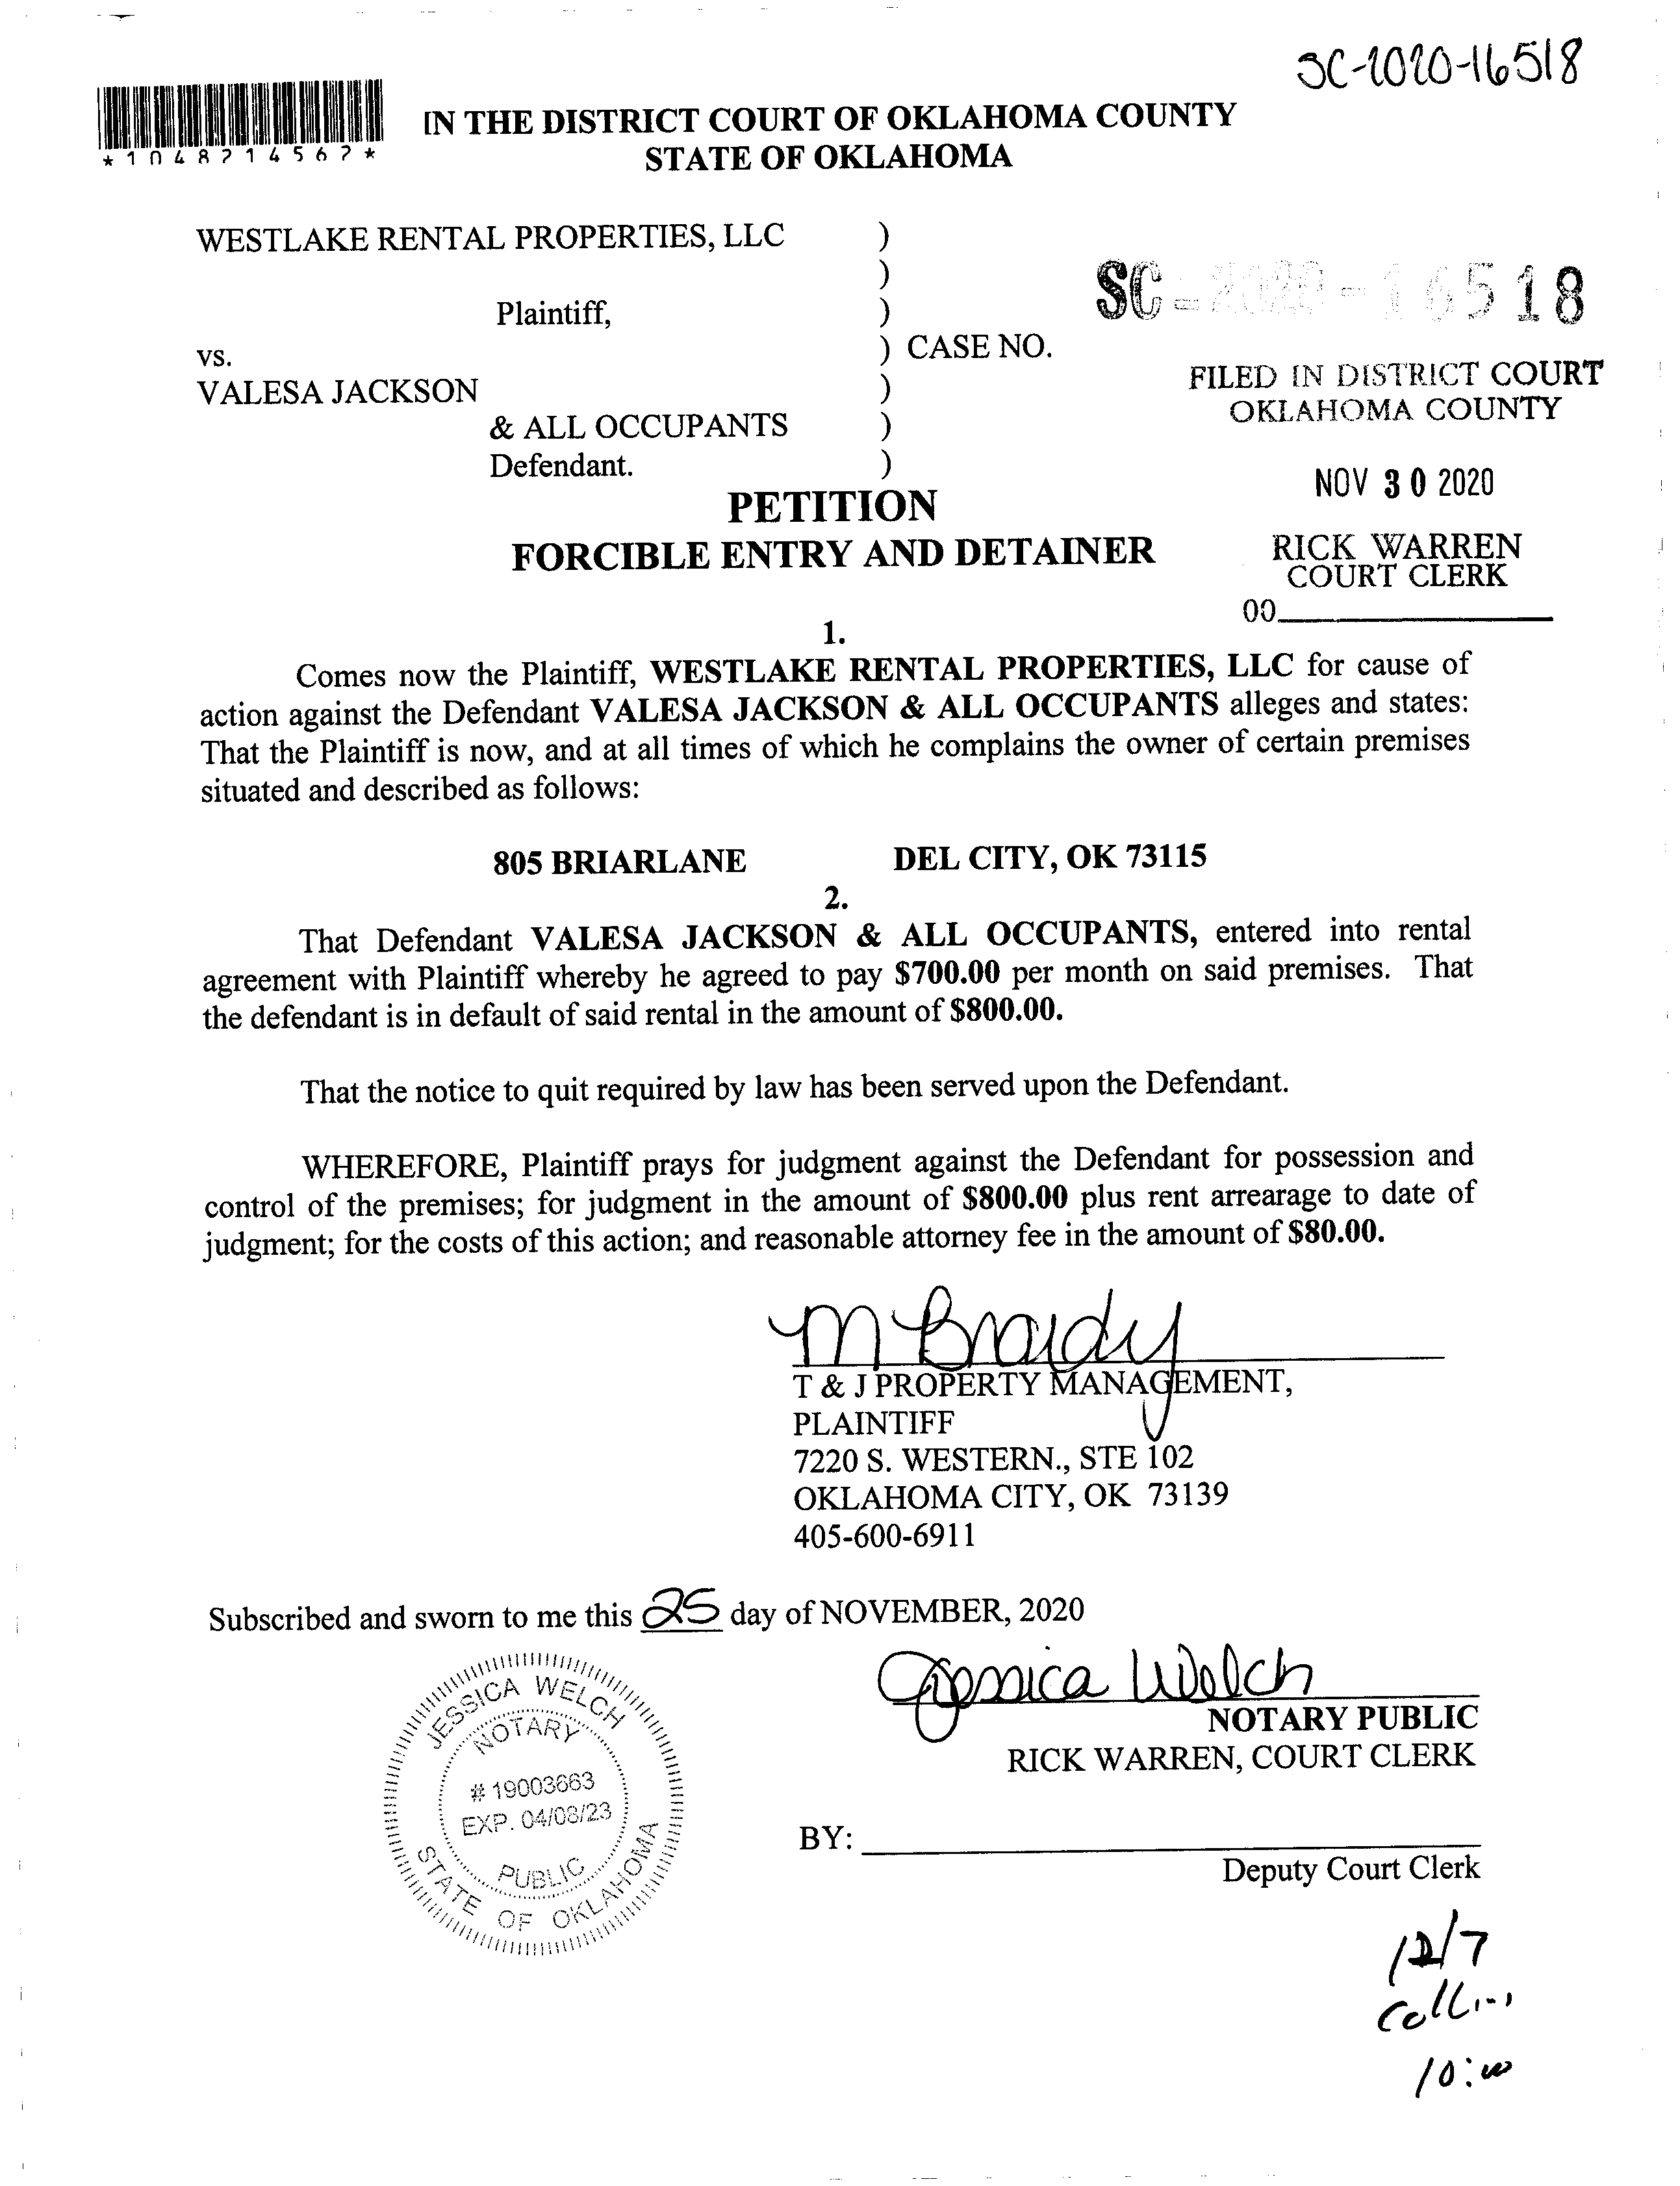 SC-2020-16518
*1048714567*
IN THE DISTRICT COURT OF OKLAHOMA COUNTY
STATE OF OKLAHOMA
WESTLAKE RENTAL PROPERTIES, LLC )
)
Plaintiff, )
vs. ) CASE NO.
SC-2020-16518
VALESA JACKSON )
& ALL OCCUPANTS )
Defendant. )
FILED IN DISTRICT COURT
OKLAHOMA COUNTY
NOV 30 2020
RICK WARREN
COURT CLERK
00
PETITION
FORCIBLE ENTRY AND DETAINER
1.
Comes now the Plaintiff, WESTLAKE RENTAL PROPERTIES, LLC for cause of
action against the Defendant VALESA JACKSON & ALL OCCUPANTS alleges and states:
That the Plaintiff is now, and at all times of which he complains the owner of certain premises
situated and described as follows:
805 BRIARLANE DEL CITY, OK 73115
2.
That Defendant VALESA JACKSON & ALL OCCUPANTS, entered into rental
agreement with Plaintiff whereby he agreed to pay $700.00 per month on said premises. That
the defendant is in default of said rental in the amount of $800.00.
That the notice to quit required by law has been served upon the Defendant.
WHEREFORE, Plaintiff prays for judgment against the Defendant for possession and
control of the premises; for judgment in the amount of $800.00 plus rent arrearage to date of
judgment; for the costs of this action; and reasonable attorney fee in the amount of $80.00.
M Brardy
T & J PROPERTY MANAGEMENT,
PLAINTIFF
7220 S. WESTERN., STE 102
OKLAHOMA CITY, OK 73139
405-600-6911
Subscribed and sworn to me this 25 day of NOVEMBER, 2020
Jessica Welch
NOTARY PUBLIC
RICK WARREN, COURT CLERK
JESSICA WELCH
NOTARY
# 19003663
EXP. 04/08/23
PUBLIC
STATE OF OKLAHOMA
BY:
Deputy Court Clerk
12/7
10:00